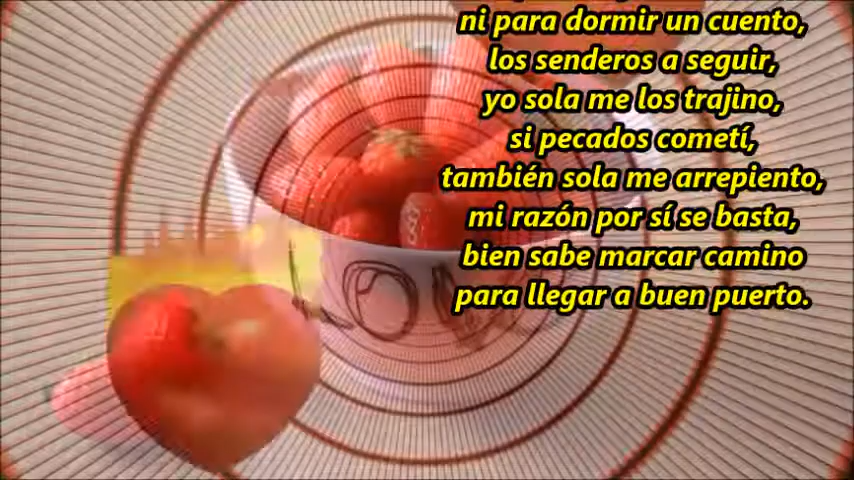 ni para dormir un cuento,
los senderos a seguir,
yo sola me los trajino,
si pecados cometí,
también sola me arrepiento,
mi razón por sí se basta,
bien sabe marcar camino
para llegar a buen puerto.